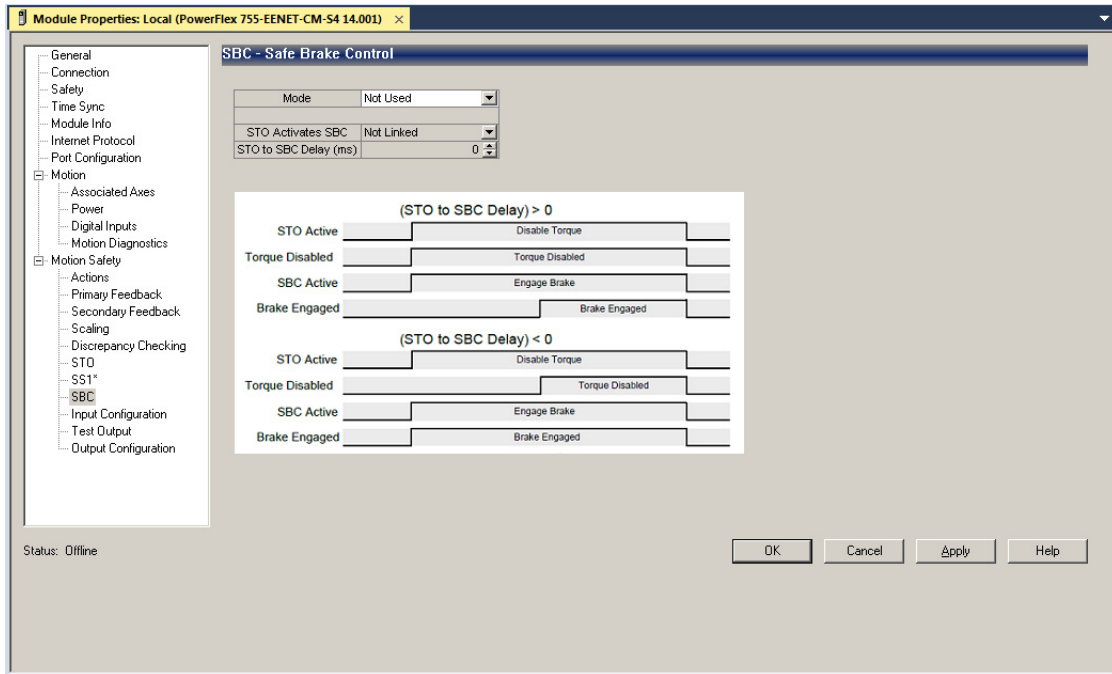 Module Properties: Local (PowerFlex 755-EENET-CM-S4 14.001) ×
General
Connection
Safety
Time Sync
Module Info
Internet Protocol
Port Configuration
Motion
Associated Axes
Power
Digital Inputs
Motion Diagnostics
Motion Safety
Actions
Primary Feedback
Secondary Feedback
Scaling
Discrepancy Checking
STO
SS1*
SBC
Input Configuration
Test Output
Output Configuration
SBC - Safe Brake Control
Mode Not Used
STO Activates SBC Not Linked
STO to SBC Delay (ms) 0
(STO to SBC Delay) > 0
STO Active Disable Torque
Torque Disabled Torque Disabled
SBC Active Engage Brake
Brake Engaged Brake Engaged
(STO to SBC Delay) < 0
STO Active Disable Torque
Torque Disabled Torque Disabled
SBC Active Engage Brake
Brake Engaged Brake Engaged
Status: Offline
OK Cancel Apply Help